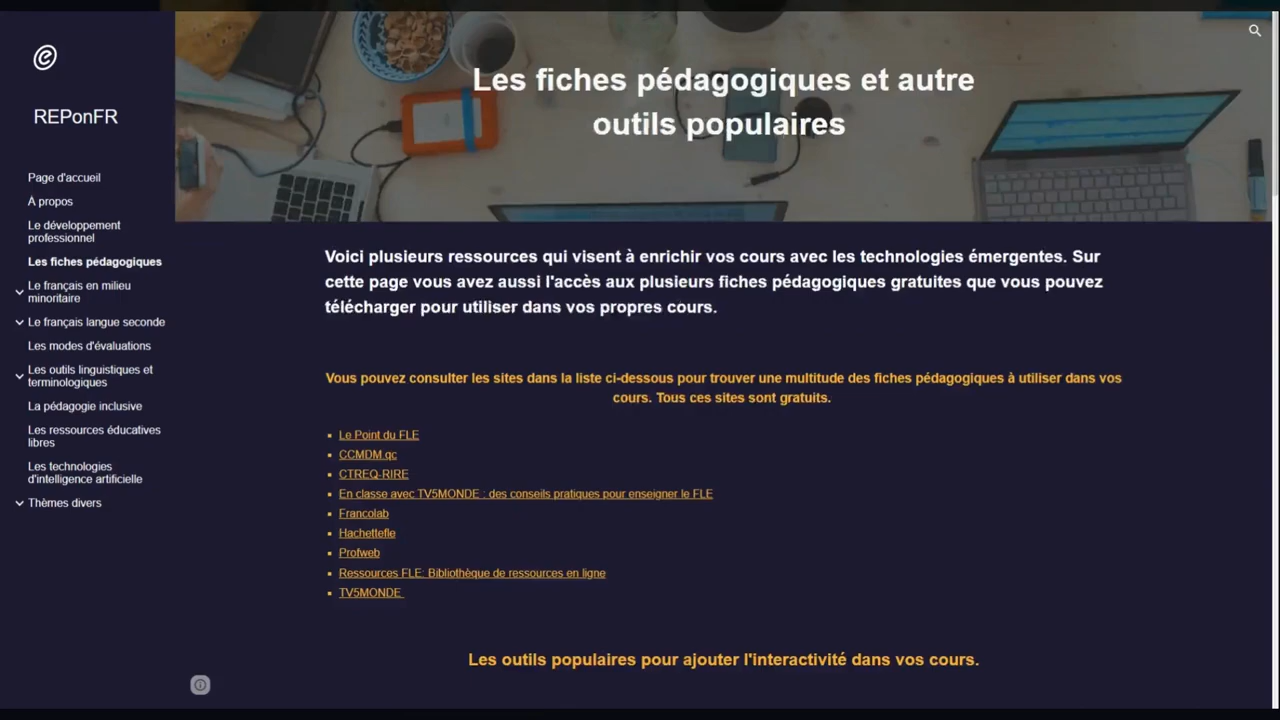 REPonFR
Page d'accueil
À propos
Le développement
professionnel
Les fiches pédagogiques
Le français en milieu
minoritaire
Le français langue seconde
Les modes d'évaluations
Les outils linguistiques et
terminologiques
La pédagogie inclusive
Les ressources éducatives
libres
Les technologies
d'intelligence artificielle
Thèmes divers
Les fiches pédagogiques et autre
outils populaires
Voici plusieurs ressources qui visent à enrichir vos cours avec les technologies émergentes. Sur
cette page vous avez aussi l'accès aux plusieurs fiches pédagogiques gratuites que vous pouvez
télécharger pour utiliser dans vos propres cours.
Vous pouvez consulter les sites dans la liste ci-dessous pour trouver une multitude des fiches pédagogiques à utiliser dans vos
cours. Tous ces sites sont gratuits.
Le Point du FLE
CCMDM.qc
CTREQ-RIRE
En classe avec TV5MONDE : des conseils pratiques pour enseigner le FLE
Francolab
Hachettefle
Profweb
Ressources FLE: Bibliothèque de ressources en ligne
TV5MONDE
Les outils populaires pour ajouter l'interactivité dans vos cours.